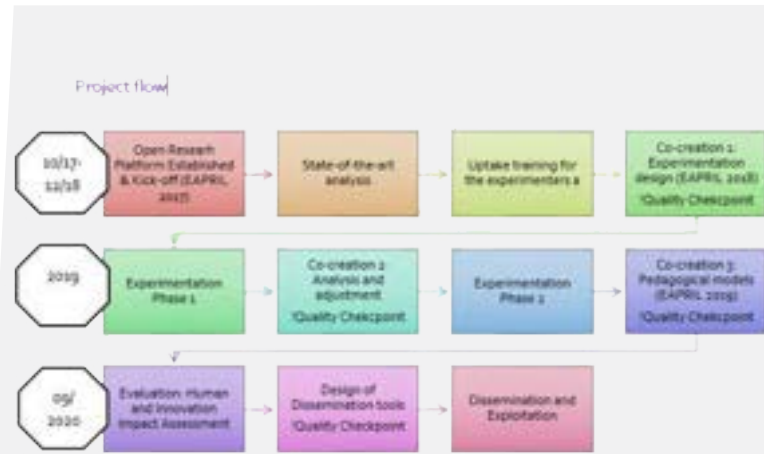 Project flow
10/17-
12/18
Open Researh
Platform Established
& Kick-off (EAPRIL
2017)
State-of-the-art
analysis
Uptake training for
the experimenters a
Co-creation 1:
Experimentation
design (EAPRIL 2018)
!Quality Checkpoint
2019
Experimentation
Phase 1
Co-creation 2
Analysis and
adjustment
!Quality Chekcpoint
Experimentation
Phase 2
Co-creation 3:
Pedagogical models
(EAPRIL 2019)
!Quality Chekcpoint
09/
2020
Evaluation: Human
and Innovation
Impact Assessment
Design of
Dissemination tools
!Quality Checkpoint
Dissemination and
Exploitation